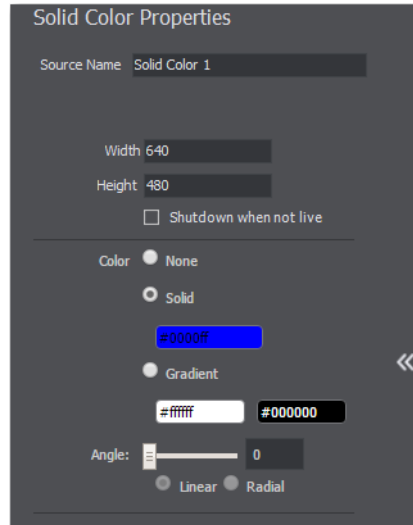 Solid Color Properties
Source Name Solid Color 1
Width 640
Height 480
Shutdown when not live
Color None
Solid
#0000ff
Gradient
#ffffff #000000
Angle: 0
Linear Radial